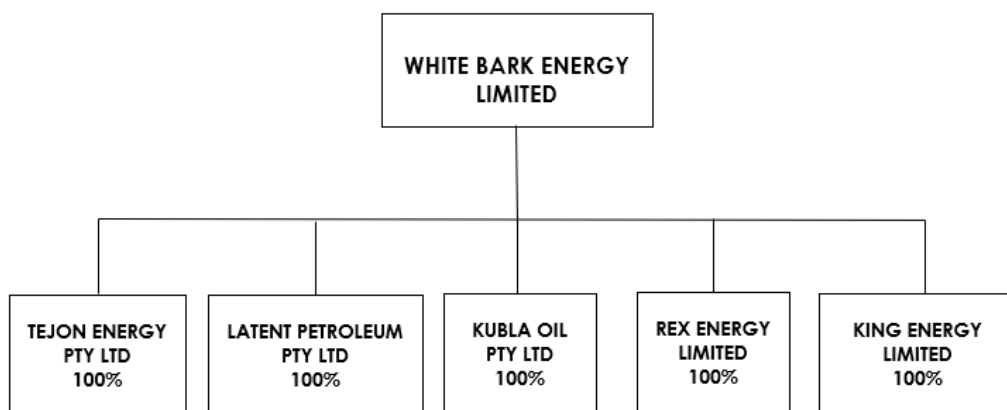 WHITE BARK ENERGY
LIMITED
TEJON ENERGY
PTY LTD
100%
LATENT PETROLEUM
PTY LTD
100%
KUBLA OIL
PTY LTD
100%
REX ENERGY
LIMITED
100%
KING ENERGY
LIMITED
100%